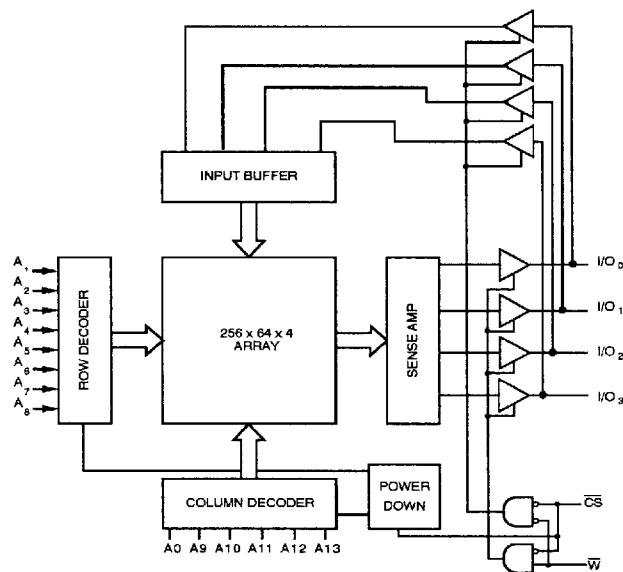 INPUT BUFFER
A1
A2
A3
A4
A5
A6
A7
A8
ROW DECODER
256 x 64 x 4
ARRAY
SENSE AMP
I/O0
I/O1
I/O2
I/O3
COLUMN DECODER
POWER
DOWN
C̅S̅
W̅
A0 A9 A10 A11 A12 A13